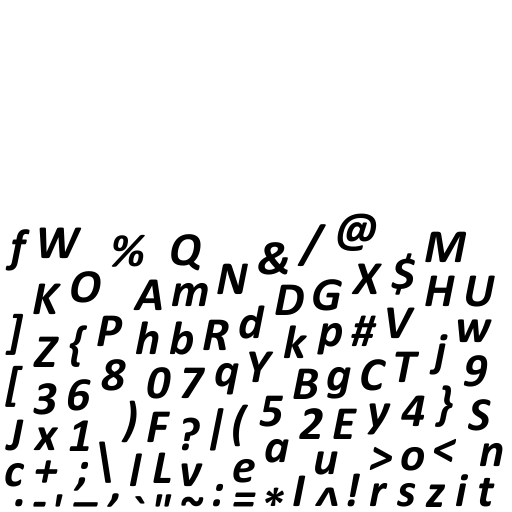 f W % Q & / @ M
K O A m N D G X $ H U
] Z { P h b R d k p # V j w
[ 3 6 8 0 7 q Y B g C T 9
J x 1 ) F ? | ( 5 2 E y 4 } S
c + ; \ l L v e a u > o < n
- ' _ , ` " ~ : = * I ^ ! r s z i t